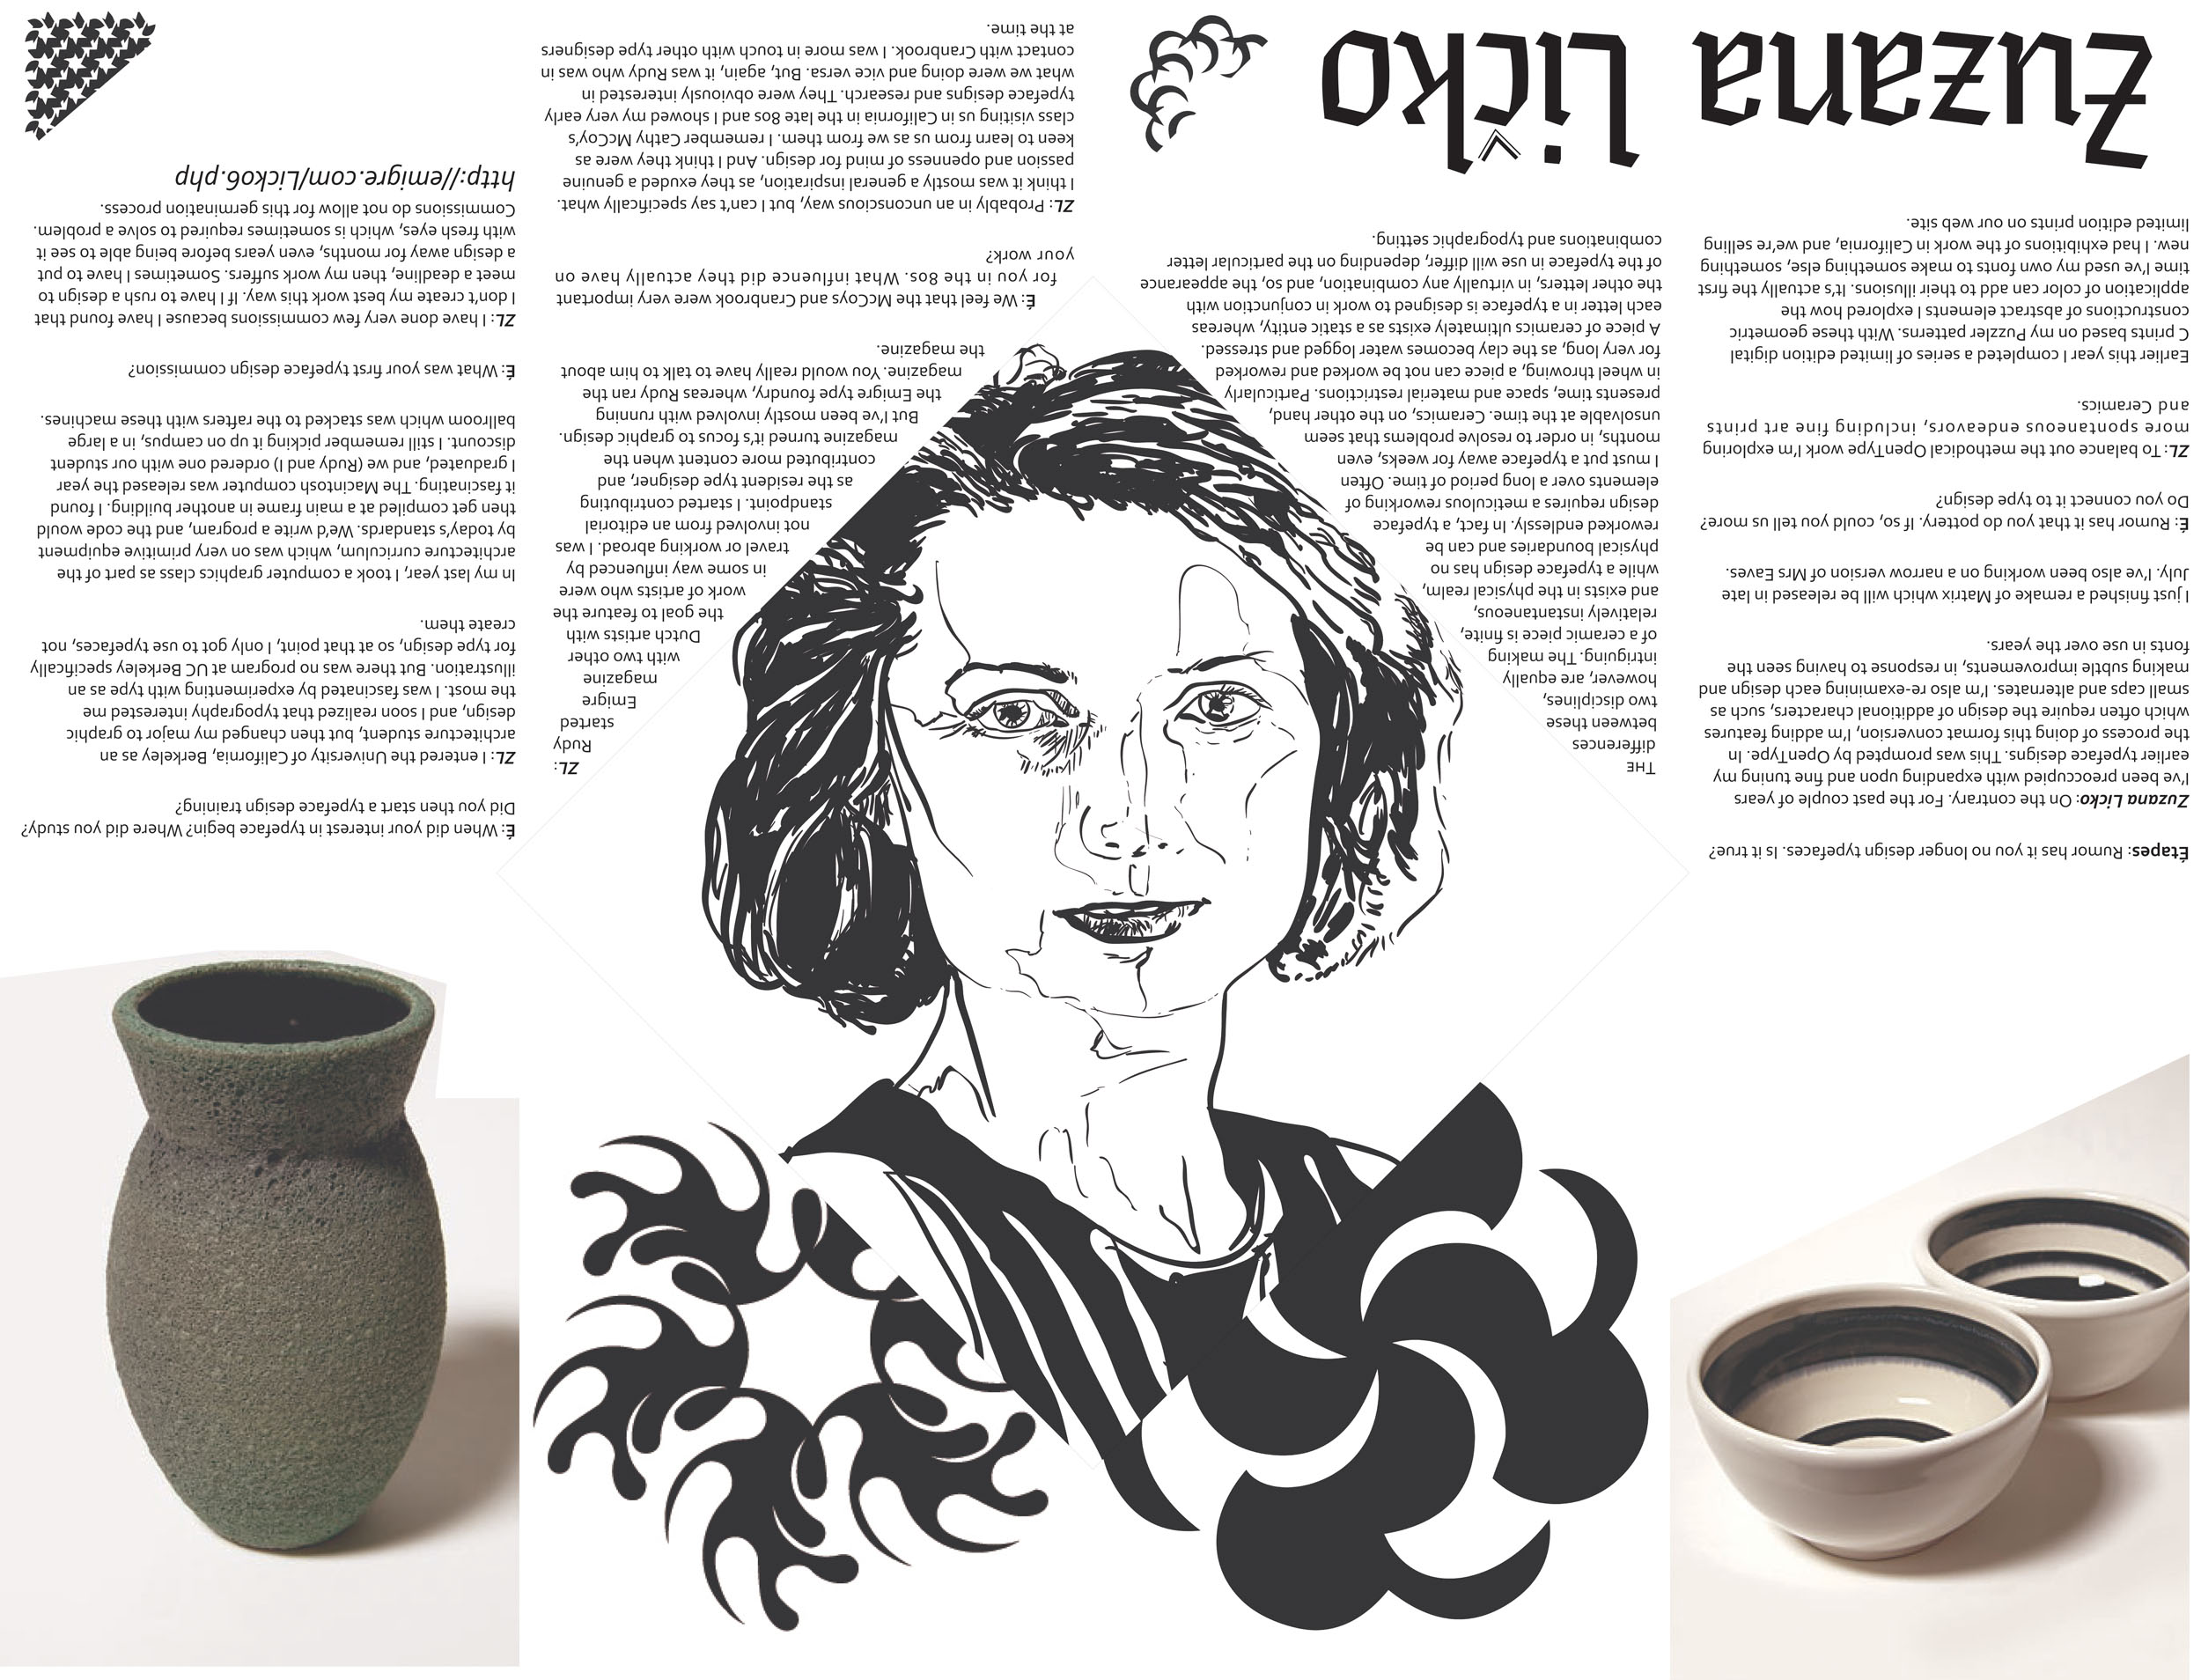 Zuzana Ličko
Étapes: Rumor has it you no longer design typefaces. Is it true?
Zuzana Licko: On the contrary. For the past couple of years
I've been preoccupied with expanding upon and fine tuning my
earlier typeface designs. This was prompted by OpenType. In
the process of doing this format conversion, I'm adding features
which often require the design of additional characters, such as
small caps and alternates. I'm also re-examining each design and
making subtle improvements, in response to having seen the
fonts in use over the years.
I just finished a remake of Matrix which will be released in late
July. I've also been working on a narrow version of Mrs Eaves.
É: Rumor has it that you do pottery. If so, could you tell us more?
Do you connect it to type design?
ZL: To balance out the methodical OpenType work I'm exploring
more spontaneous endeavors, including fine art prints
and Ceramics.
Earlier this year I completed a series of limited edition digital
C prints based on my Puzzler patterns. With these geometric
constructions of abstract elements I explored how the
application of color can add to their illusions. It's actually the first
time I've used my own fonts to make something else, something
new. I had exhibitions of the work in California, and we're selling
limited edition prints on our web site.
THE
differences
between these
two disciplines,
however, are equally
intriguing. The making
of a ceramic piece is finite,
relatively instantaneous,
and exists in the physical realm,
while a typeface design has no
physical boundaries and can be
reworked endlessly. In fact, a typeface
design requires a meticulous reworking of
elements over a long period of time. Often
I must put a typeface away for weeks, even
months, in order to resolve problems that seem
unsolvable at the time. Ceramics, on the other hand,
presents time, space and material restrictions. Particularly
in wheel throwing, a piece can not be worked and reworked
for very long, as the clay becomes water logged and stressed.
A piece of ceramics ultimately exists as a static entity, whereas
each letter in a typeface is designed to work in conjunction with
the other letters, in virtually any combination, and so, the appearance
of the typeface in use will differ, depending on the particular letter
combinations and typographic setting.
ZL:
Rudy
started
Emigre
magazine
with two other
Dutch artists with
the goal to feature the
work of artists who were
in some way influenced by
travel or working abroad. I was
not involved from an editorial
standpoint. I started contributing
as the resident type designer, and
contributed more content when the
magazine turned it's focus to graphic design.
But I've been mostly involved with running
the Emigre type foundry, whereas Rudy ran the
magazine. You would really have to talk to him about
the magazine.
É: We feel that the McCoys and Cranbrook were very important
for you in the 80s. What influence did they actually have on
your work?
ZL: Probably in an unconscious way, but I can't say specifically what.
I think it was mostly a general inspiration, as they exuded a genuine
passion and openness of mind for design. And I think they were as
keen to learn from us as we from them. I remember Cathy McCoy's
class visiting us in California in the late 80s and I showed my very early
typeface designs and research. They were obviously interested in
what we were doing and vice versa. But, again, it was Rudy who was in
contact with Cranbrook. I was more in touch with other type designers
at the time.
É: When did your interest in typeface begin? Where did you study?
Did you then start a typeface design training?
ZL: I entered the University of California, Berkeley as an
architecture student, but then changed my major to graphic
design, and I soon realized that typography interested me
the most. I was fascinated by experimenting with type as an
illustration. But there was no program at UC Berkeley specifically
for type design, so at that point, I only got to use typefaces, not
create them.
In my last year, I took a computer graphics class as part of the
architecture curriculum, which was on very primitive equipment
by today's standards. We'd write a program, and the code would
then get compiled at a main frame in another building. I found
it fascinating. The Macintosh computer was released the year
I graduated, and we (Rudy and I) ordered one with our student
discount. I still remember picking it up on campus, in a large
ballroom which was stacked to the rafters with these machines.
É: What was your first typeface design commission?
ZL: I have done very few commissions because I have found that
I don't create my best work this way. If I have to rush a design to
meet a deadline, then my work suffers. Sometimes I have to put
a design away for months, even years before being able to see it
with fresh eyes, which is sometimes required to solve a problem.
Commissions do not allow for this germination process.
http://emigre.com/Licko6.php